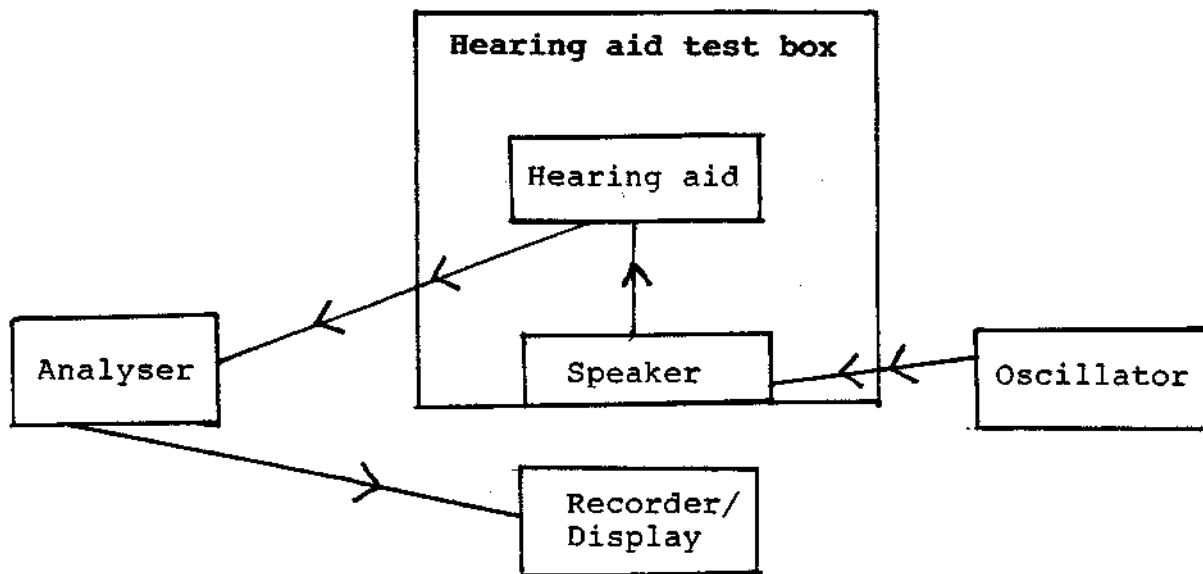 Hearing aid test box
Hearing aid
Analyser
Speaker
Oscillator
Recorder/
Display